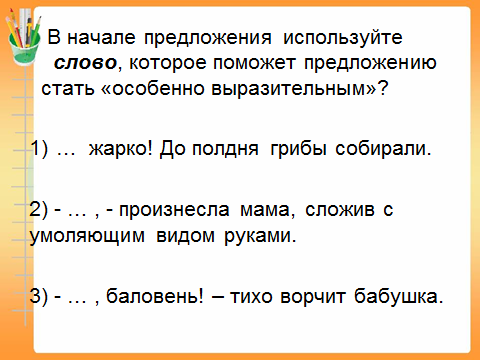 В начале предложения используйте
слово, которое поможет предложению
стать «особенно выразительным»?
1) … жарко! До полдня грибы собирали.
2) - … , - произнесла мама, сложив с
умоляющим видом руками.
3) - … , баловень! – тихо ворчит бабушка.